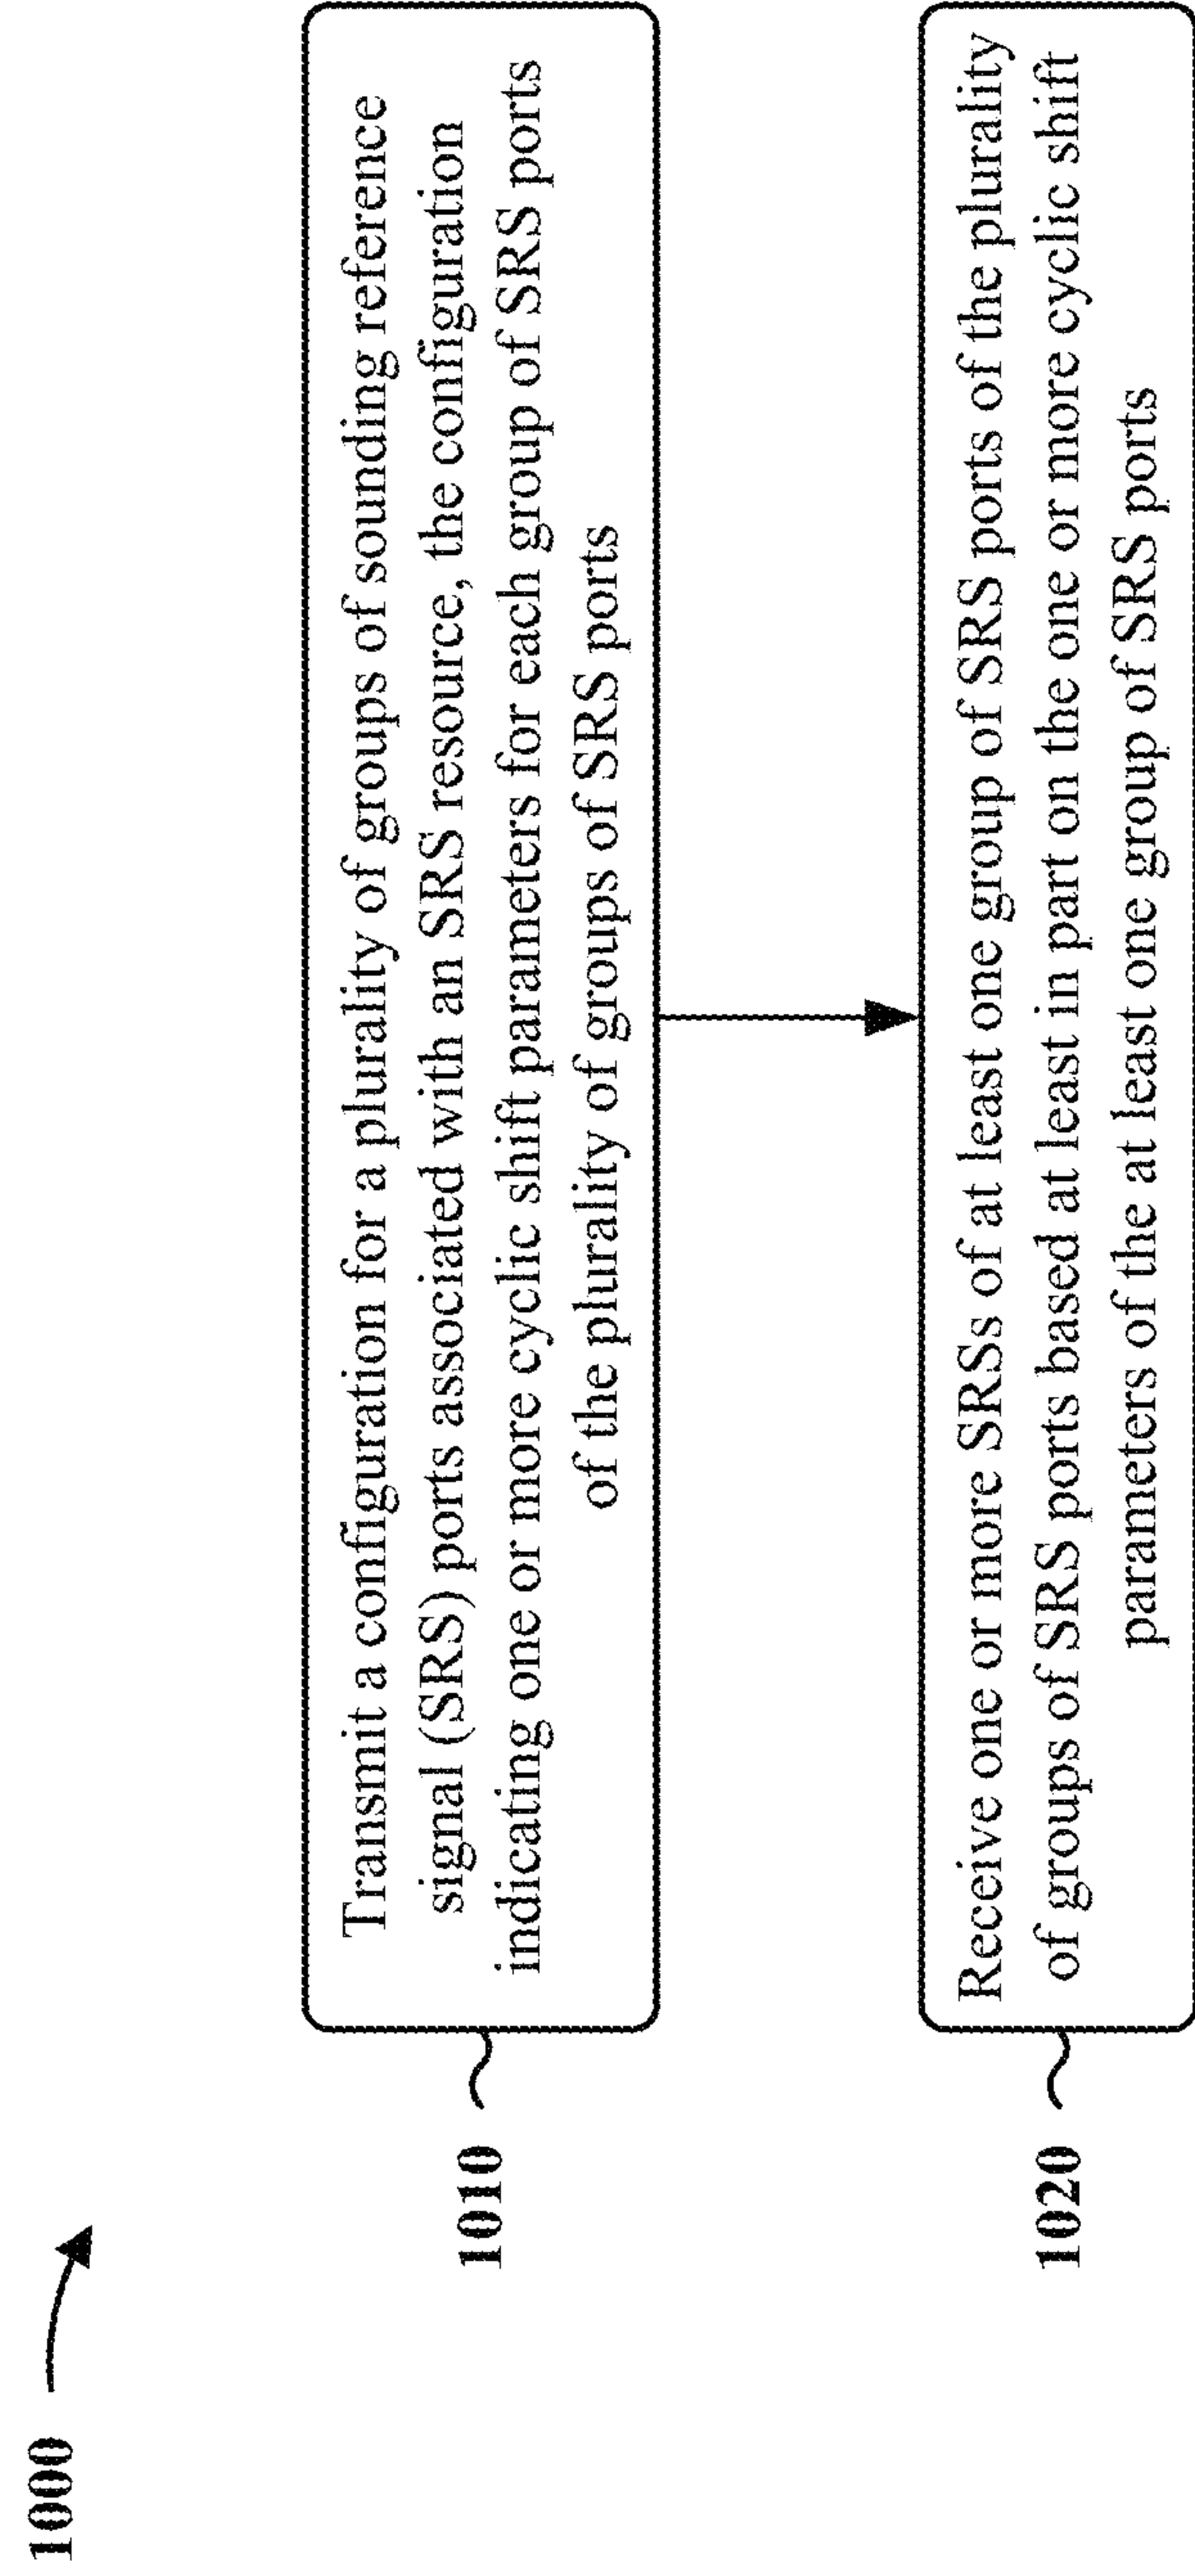 1000
1010
Transmit a configuration for a plurality of groups of sounding reference
signal (SRS) ports associated with an SRS resource, the configuration
indicating one or more cyclic shift parameters for each group of SRS ports
of the plurality of groups of SRS ports
1020
Receive one or more SRSs of at least one group of SRS ports of the plurality
of groups of SRS ports based at least in part on the one or more cyclic shift
parameters of the at least one group of SRS ports